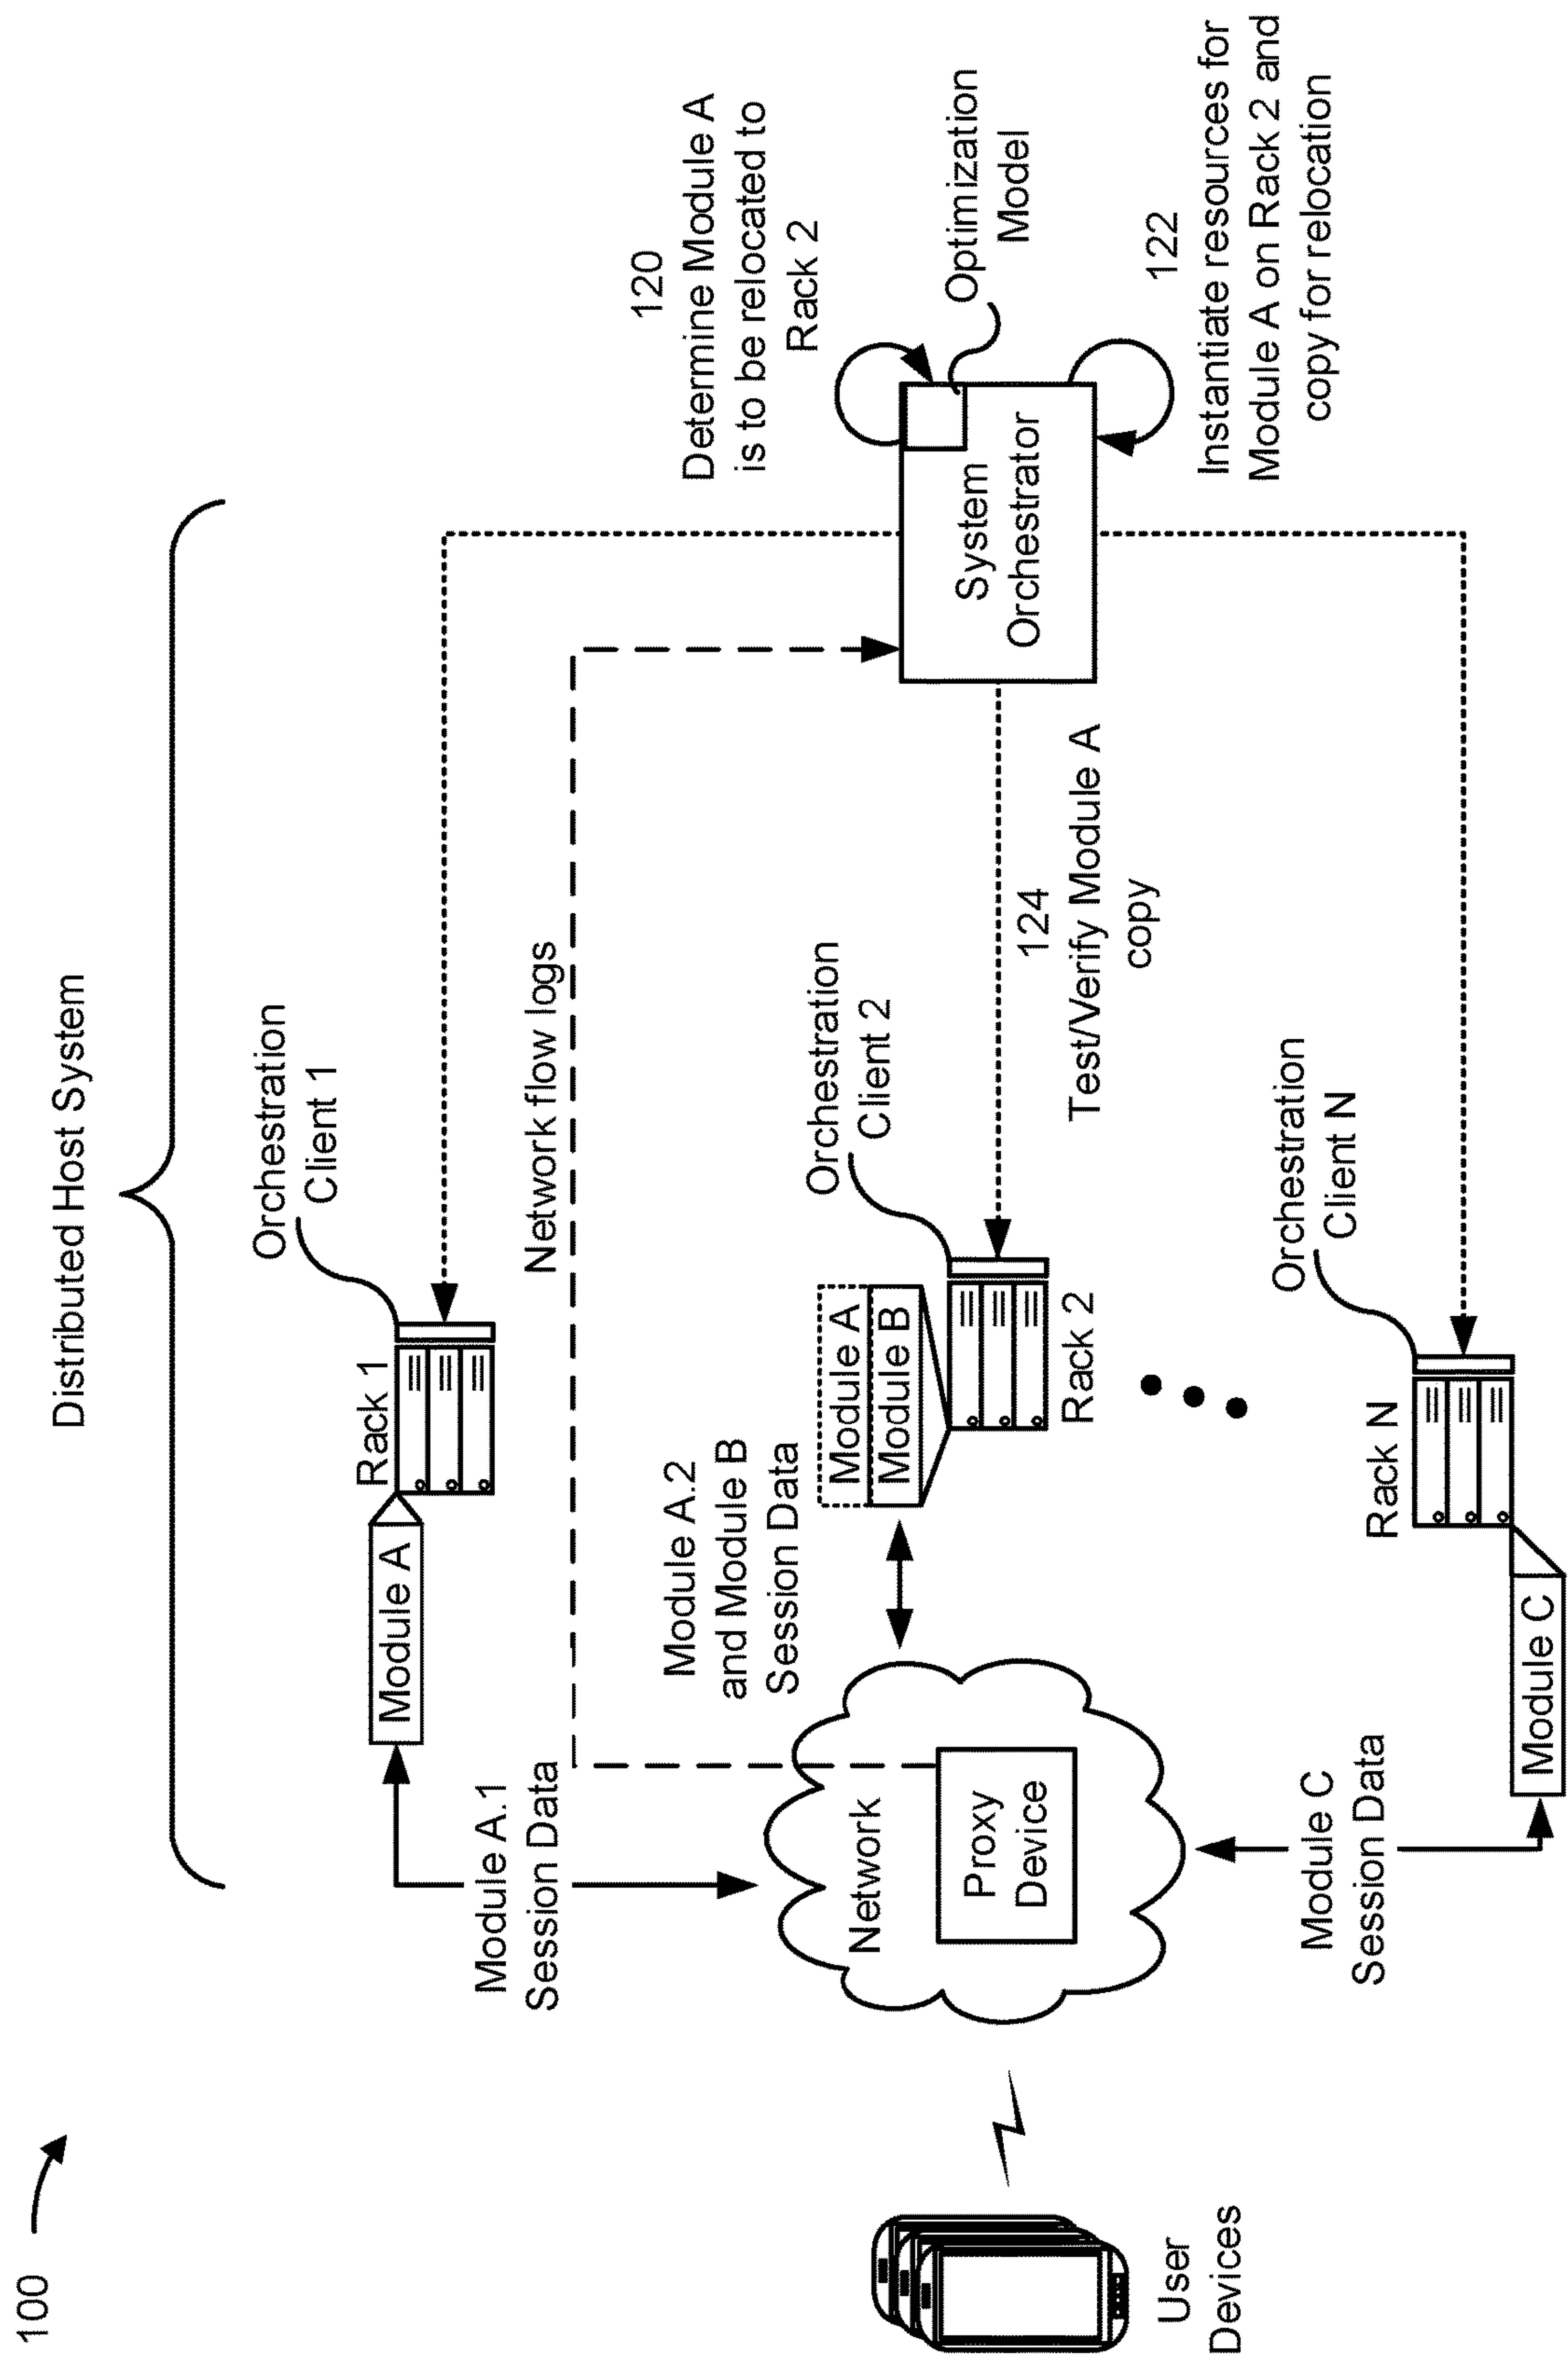 100
Distributed Host System
Orchestration
Client 1
Rack 1
Module A
Module A.1
Session Data
Network flow logs
120
Determine Module A
is to be relocated to
Rack 2
Optimization
Model
System
Orchestrator
122
Instantiate resources for
Module A on Rack 2 and
copy for relocation
124
Test/Verify Module A
copy
Orchestration
Client 2
Module A
Module B
Rack 2
Module A.2
and Module B
Session Data
Network
Proxy
Device
User
Devices
Orchestration
Client N
Rack N
Module C
Module C
Session Data